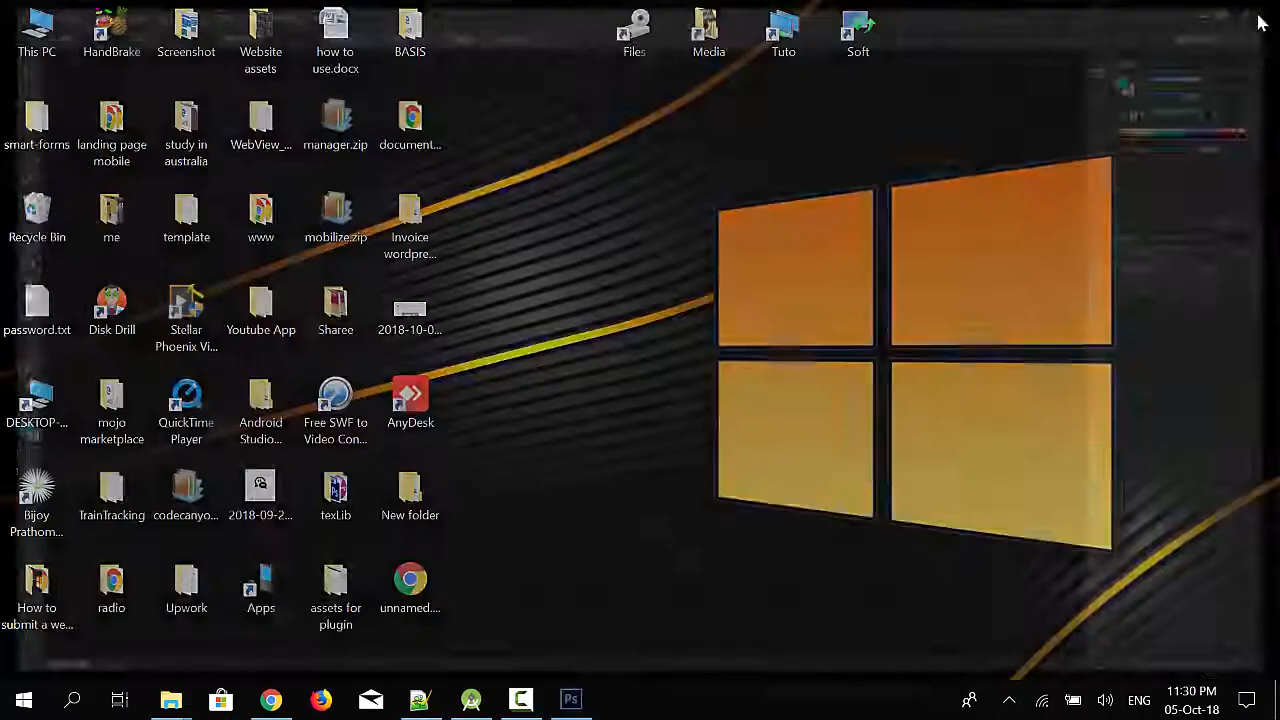 This PC
HandBrake
Screenshot
Website
assets
how to
use.docx
BASIS
Files
Media
Tuto
Soft
smart-forms
landing page
mobile
study in
australia
WebView_...
manager.zip
document...
Recycle Bin
me
template
www
mobilize.zip
Invoice
wordpre...
password.txt
Disk Drill
Stellar
Phoenix Vi...
Youtube App
Sharee
2018-10-0...
DESKTOP-...
mojo
marketplace
QuickTime
Player
Android
Studio...
Free SWF to
Video Con...
AnyDesk
Bijoy
Prathom...
TrainTracking
codecanyo...
2018-09-2...
texLib
New folder
How to
submit a we...
radio
Upwork
Apps
assets for
plugin
unnamed....
Ps
ENG
11:30 PM
05-Oct-18